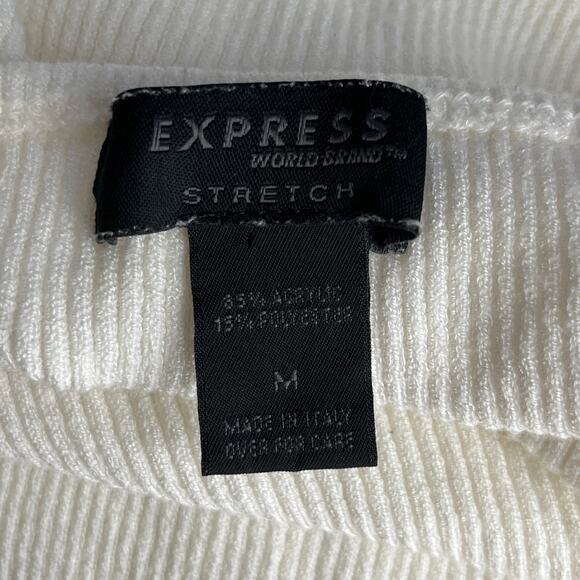 EXPRESS
WORLD BRAND™
STRETCH
85% ACRYLIC
15% POLYESTER
M
MADE IN ITALY
OVER FOR CARE